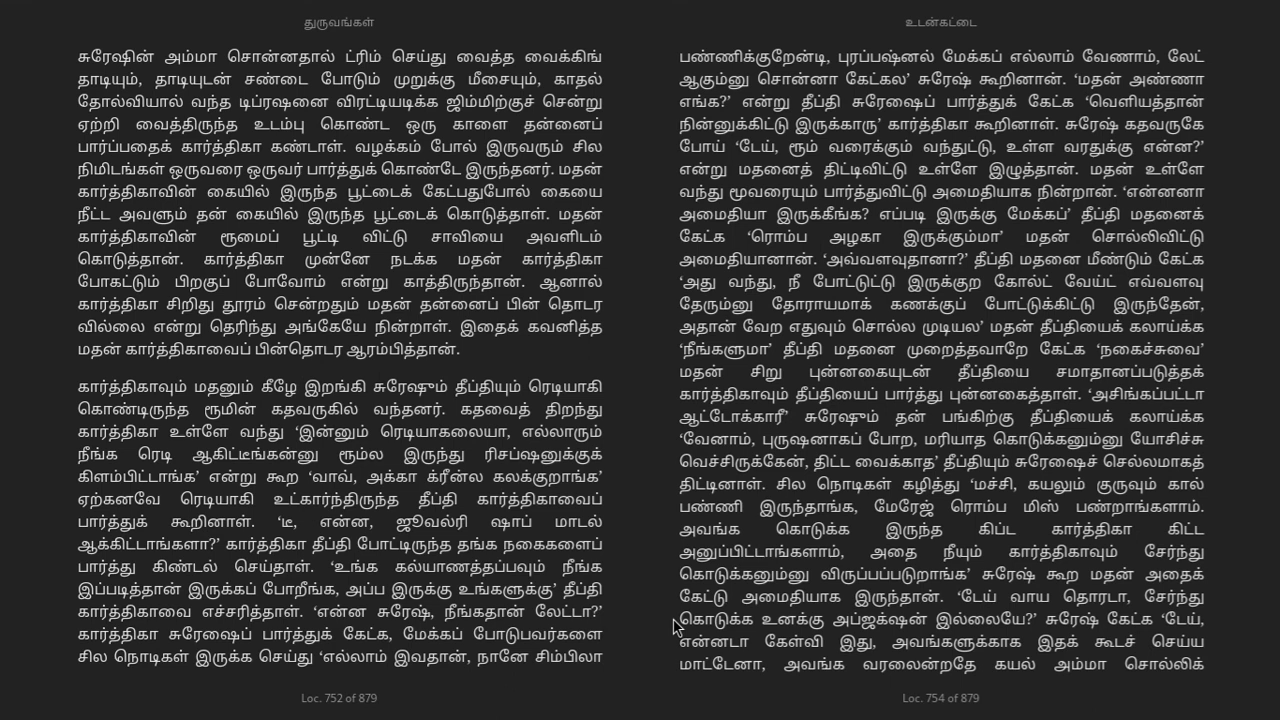 துருவங்கள்
சுரேஷின் அம்மா சொன்னதால் ட்ரிம் செய்து வைத்த வைக்கிங்
தாடியும், தாடியுடன் சண்டை போடும் முறுக்கு மீசையும், காதல்
தோல்வியால் வந்த டிப்ரஷனை விரட்டியடிக்க ஜிம்மிற்குச் சென்று
ஏற்றி வைத்திருந்த உடம்பு கொண்ட ஒரு காளை தன்னைப்
பார்ப்பதைக் கார்த்திகா கண்டாள். வழக்கம் போல் இருவரும் சில
நிமிடங்கள் ஒருவரை ஒருவர் பார்த்துக் கொண்டே இருந்தனர். மதன்
கார்த்திகாவின் கையில் இருந்த பூட்டைக் கேட்பதுபோல் கையை
நீட்ட அவளும் தன் கையில் இருந்த பூட்டைக் கொடுத்தாள். மதன்
கார்த்திகாவின் ரூமைப் பூட்டி விட்டு சாவியை அவளிடம்
கொடுத்தான். கார்த்திகா முன்னே நடக்க மதன் கார்த்திகா
போகட்டும் பிறகுப் போவோம் என்று காத்திருந்தான். ஆனால்
கார்த்திகா சிறிது தூரம் சென்றதும் மதன் தன்னைப் பின் தொடர
வில்லை என்று தெரிந்து அங்கேயே நின்றாள். இதைக் கவனித்த
மதன் கார்த்திகாவைப் பின்தொடர ஆரம்பித்தான்.
கார்த்திகாவும் மதனும் கீழே இறங்கி சுரேஷும் தீப்தியும் ரெடியாகி
கொண்டிருந்த ரூமின் கதவருகில் வந்தனர். கதவைத் திறந்து
கார்த்திகா உள்ளே வந்து ‘இன்னும் ரெடியாகலையா, எல்லாரும்
நீங்க ரெடி ஆகிட்டீங்கன்னு ரூம்ல இருந்து ரிசப்ஷனுக்குக்
கிளம்பிட்டாங்க’ என்று கூற ‘வாவ், அக்கா க்ரீன்ல கலக்குறாங்க’
ஏற்கனவே ரெடியாகி உட்கார்ந்திருந்த தீப்தி கார்த்திகாவைப்
பார்த்துக் கூறினாள். ‘டீ, என்ன, ஜூவல்ரி ஷாப் மாடல்
ஆக்கிட்டாங்களா?’ கார்த்திகா தீப்தி போட்டிருந்த தங்க நகைகளைப்
பார்த்து கிண்டல் செய்தாள். ‘உங்க கல்யாணத்தப்பவும் நீங்க
இப்படித்தான் இருக்கப் போறீங்க, அப்ப இருக்கு உங்களுக்கு’ தீப்தி
கார்த்திகாவை எச்சரித்தாள். ‘என்ன சுரேஷ், நீங்கதான் லேட்டா?’
கார்த்திகா சுரேஷைப் பார்த்துக் கேட்க, மேக்கப் போடுபவர்களை
சில நொடிகள் இருக்க செய்து ‘எல்லாம் இவதான், நானே சிம்பிலா
Loc. 752 of 879
உடன்கட்டை
பண்ணிக்குறேன்டி, புரப்பஷ்னல் மேக்கப் எல்லாம் வேணாம், லேட்
ஆகும்னு சொன்னா கேட்கல’ சுரேஷ் கூறினான். ‘மதன் அண்ணா
எங்க?’ என்று தீப்தி சுரேஷைப் பார்த்துக் கேட்க ‘வெளியத்தான்
நின்னுக்கிட்டு இருக்காரு’ கார்த்திகா கூறினாள். சுரேஷ் கதவருகே
போய் ‘டேய், ரூம் வரைக்கும் வந்துட்டு, உள்ள வரதுக்கு என்ன?’
என்று மதனைத் திட்டிவிட்டு உள்ளே இழுத்தான். மதன் உள்ளே
வந்து மூவரையும் பார்த்துவிட்டு அமைதியாக நின்றான். ‘என்னனா
அமைதியா இருக்கீங்க? எப்படி இருக்கு மேக்கப்’ தீப்தி மதனைக்
கேட்க ‘ரொம்ப அழகா இருக்கும்மா’ மதன் சொல்லிவிட்டு
அமைதியானான். ‘அவ்வளவுதானா?’ தீப்தி மதனை மீண்டும் கேட்க
‘அது வந்து, நீ போட்டுட்டு இருக்குற கோல்ட் வேய்ட் எவ்வளவு
தேரும்னு தோராயமாக் கணக்குப் போட்டுக்கிட்டு இருந்தேன்,
அதான் வேற எதுவும் சொல்ல முடியல’ மதன் தீப்தியைக் கலாய்க்க
‘நீங்களுமா’ தீப்தி மதனை முறைத்தவாறே கேட்க ‘நகைச்சுவை’
மதன் சிறு புன்னகையுடன் தீப்தியை சமாதானப்படுத்தக்
கார்த்திகாவும் தீப்தியைப் பார்த்து புன்னகைத்தாள். ‘அசிங்கப்பட்டா
ஆட்டோக்காரீ’ சுரேஷும் தன் பங்கிற்கு தீப்தியைக் கலாய்க்க
‘வேனாம், புருஷனாகப் போற, மரியாத கொடுக்கனும்னு யோசிச்சு
வெச்சிருக்கேன், திட்ட வைக்காத’ தீப்தியும் சுரேஷைச் செல்லமாகத்
திட்டினாள். சில நொடிகள் கழித்து ‘மச்சி, கயலும் குருவும் கால்
பண்ணி இருந்தாங்க, மேரேஜ் ரொம்ப மிஸ் பண்றாங்களாம்.
அவங்க கொடுக்க இருந்த கிப்ட கார்த்திகா கிட்ட
அனுப்பிட்டாங்களாம், அதை நீயும் கார்த்திகாவும் சேர்ந்து
கொடுக்கனும்னு விருப்பப்படுறாங்க’ சுரேஷ் கூற மதன் அதைக்
கேட்டு அமைதியாக இருந்தான். ‘டேய் வாய தொரடா, சேர்ந்து
கொடுக்க உனக்கு அப்ஜக்‌ஷன் இல்லையே?’ சுரேஷ் கேட்க ‘டேய்,
என்னடா கேள்வி இது, அவங்களுக்காக இதக் கூடச் செய்ய
மாட்டேனா, அவங்க வரலைன்றதே கயல் அம்மா சொல்லிக்
Loc. 754 of 879